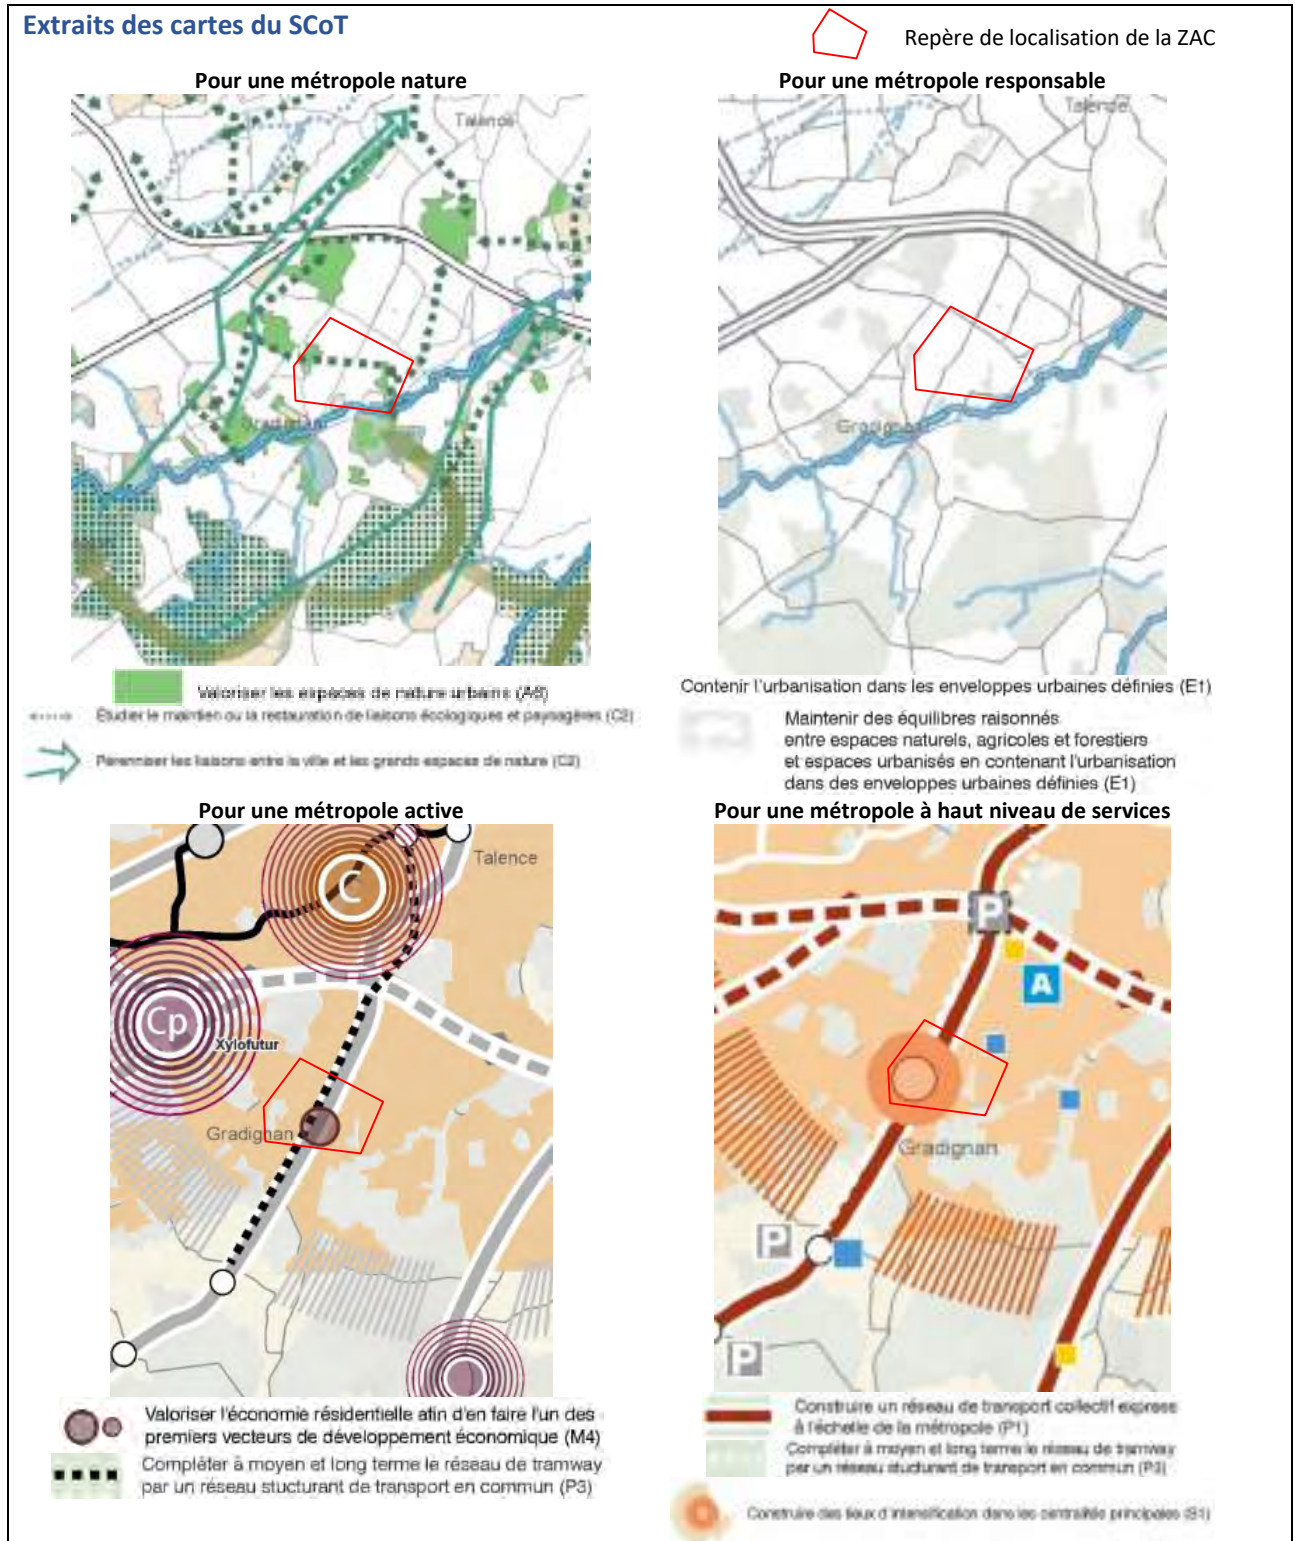 Extraits des cartes du SCoT
Repère de localisation de la ZAC
Pour une métropole nature
Talence
Gradignan
Valoriser les espaces de nature urbains (A6)
Étudier le maintien ou la restauration de liaisons écologiques et paysagères (C2)
Pérenniser les liaisons entre la ville et les grands espaces de nature (C2)
Pour une métropole responsable
Talence
Gradignan
Contenir l'urbanisation dans les enveloppes urbaines définies (E1)
Maintenir des équilibres raisonnés
entre espaces naturels, agricoles et forestiers
et espaces urbanisés en contenant l'urbanisation
dans des enveloppes urbaines définies (E1)
Pour une métropole active
Talence
C
Cp
Xylofutur
Gradignan
Valoriser l'économie résidentielle afin d'en faire l'un des
premiers vecteurs de développement économique (M4)
Compléter à moyen et long terme le réseau de tramway
par un réseau stucturant de transport en commun (P3)
Pour une métropole à haut niveau de services
P
A
Gradignan
P
P
Construire un réseau de transport collectif express
à l'échelle de la métropole (P1)
Compléter à moyen et long terme le réseau de tramway
par un réseau stucturant de transport en commun (P3)
Construire des lieux d'intensification dans les centralités principales (S1)